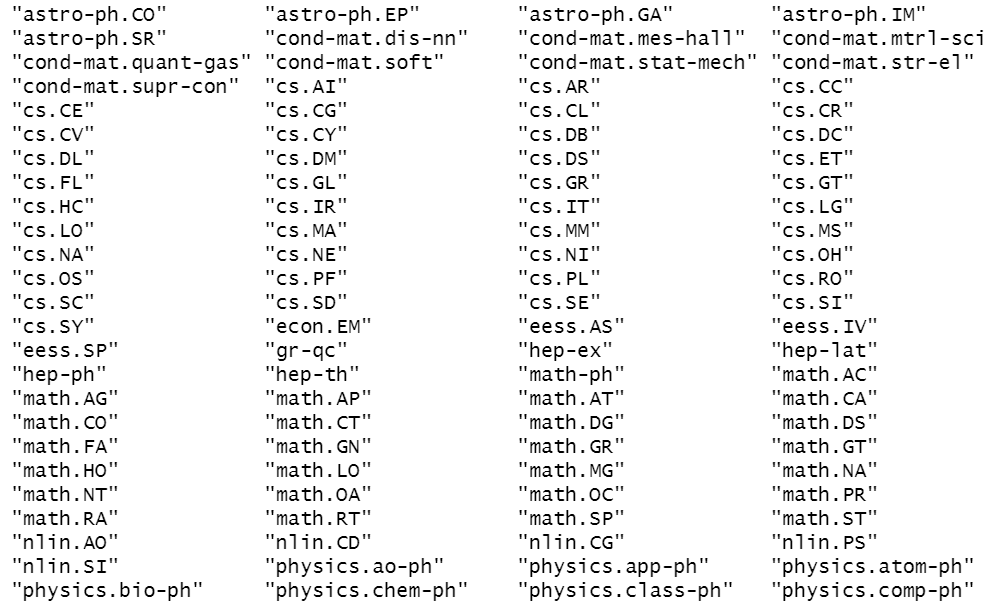 "astro-ph.CO" "astro-ph.EP" "astro-ph.GA" "astro-ph.IM"
"astro-ph.SR" "cond-mat.dis-nn" "cond-mat.mes-hall" "cond-mat.mtrl-sci
"cond-mat.quant-gas" "cond-mat.soft" "cond-mat.stat-mech" "cond-mat.str-el"
"cond-mat.supr-con" "cs.AI" "cs.AR" "cs.CC"
"cs.CE" "cs.CG" "cs.CL" "cs.CR"
"cs.CV" "cs.CY" "cs.DB" "cs.DC"
"cs.DL" "cs.DM" "cs.DS" "cs.ET"
"cs.FL" "cs.GL" "cs.GR" "cs.GT"
"cs.HC" "cs.IR" "cs.IT" "cs.LG"
"cs.LO" "cs.MA" "cs.MM" "cs.MS"
"cs.NA" "cs.NE" "cs.NI" "cs.OH"
"cs.OS" "cs.PF" "cs.PL" "cs.RO"
"cs.SC" "cs.SD" "cs.SE" "cs.SI"
"cs.SY" "econ.EM" "eess.AS" "eess.IV"
"eess.SP" "gr-qc" "hep-ex" "hep-lat"
"hep-ph" "hep-th" "math-ph" "math.AC"
"math.AG" "math.AP" "math.AT" "math.CA"
"math.CO" "math.CT" "math.DG" "math.DS"
"math.FA" "math.GN" "math.GR" "math.GT"
"math.HO" "math.LO" "math.MG" "math.NA"
"math.NT" "math.OA" "math.OC" "math.PR"
"math.RA" "math.RT" "math.SP" "math.ST"
"nlin.AO" "nlin.CD" "nlin.CG" "nlin.PS"
"nlin.SI" "physics.ao-ph" "physics.app-ph" "physics.atom-ph"
"physics.bio-ph" "physics.chem-ph" "physics.class-ph" "physics.comp-ph"